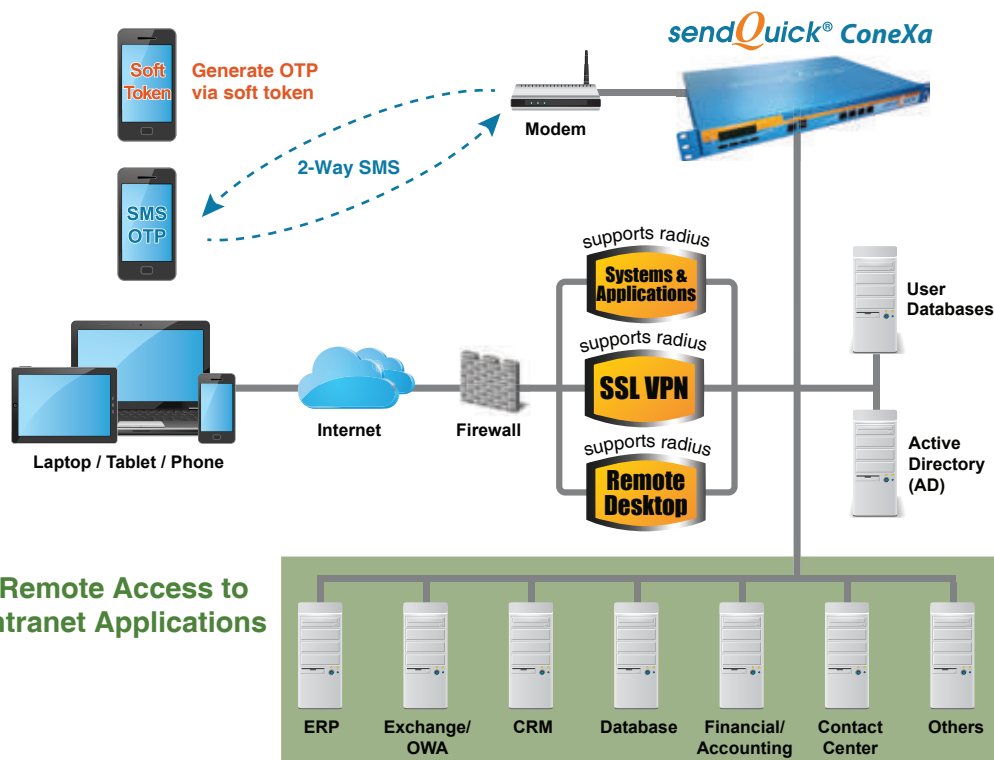 sendQuick® ConeXa
Soft
Token
Generate OTP
via soft token
Modem
2-Way SMS
SMS
OTP
supports radius
Systems &
Applications
User
Databases
supports radius
SSL VPN
Internet
Firewall
Laptop / Tablet / Phone
supports radius
Remote
Desktop
Active
Directory
(AD)
Remote Access to
ntranet Applications
ERP
Exchange/
OWA
CRM
Database
Financial/
Accounting
Contact
Center
Others